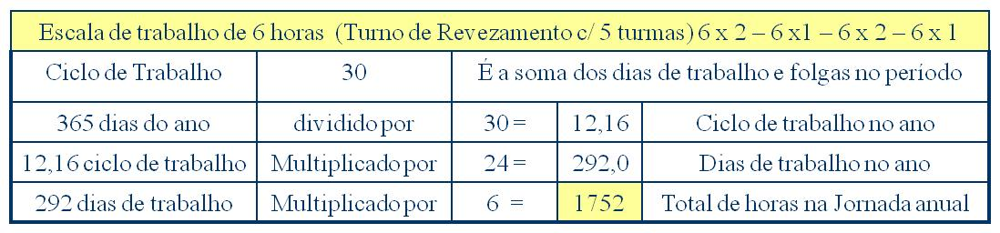 Escala de trabalho de 6 horas (Turno de Revezamento c/ 5 turmas) 6 x 2 – 6 x1 – 6 x 2 – 6 x 1
Ciclo de Trabalho 30 É a soma dos dias de trabalho e folgas no período
365 dias do ano dividido por 30 = 12,16 Ciclo de trabalho no ano
12,16 ciclo de trabalho Multiplicado por 24 = 292,0 Dias de trabalho no ano
292 dias de trabalho Multiplicado por 6 = 1752 Total de horas na Jornada anual